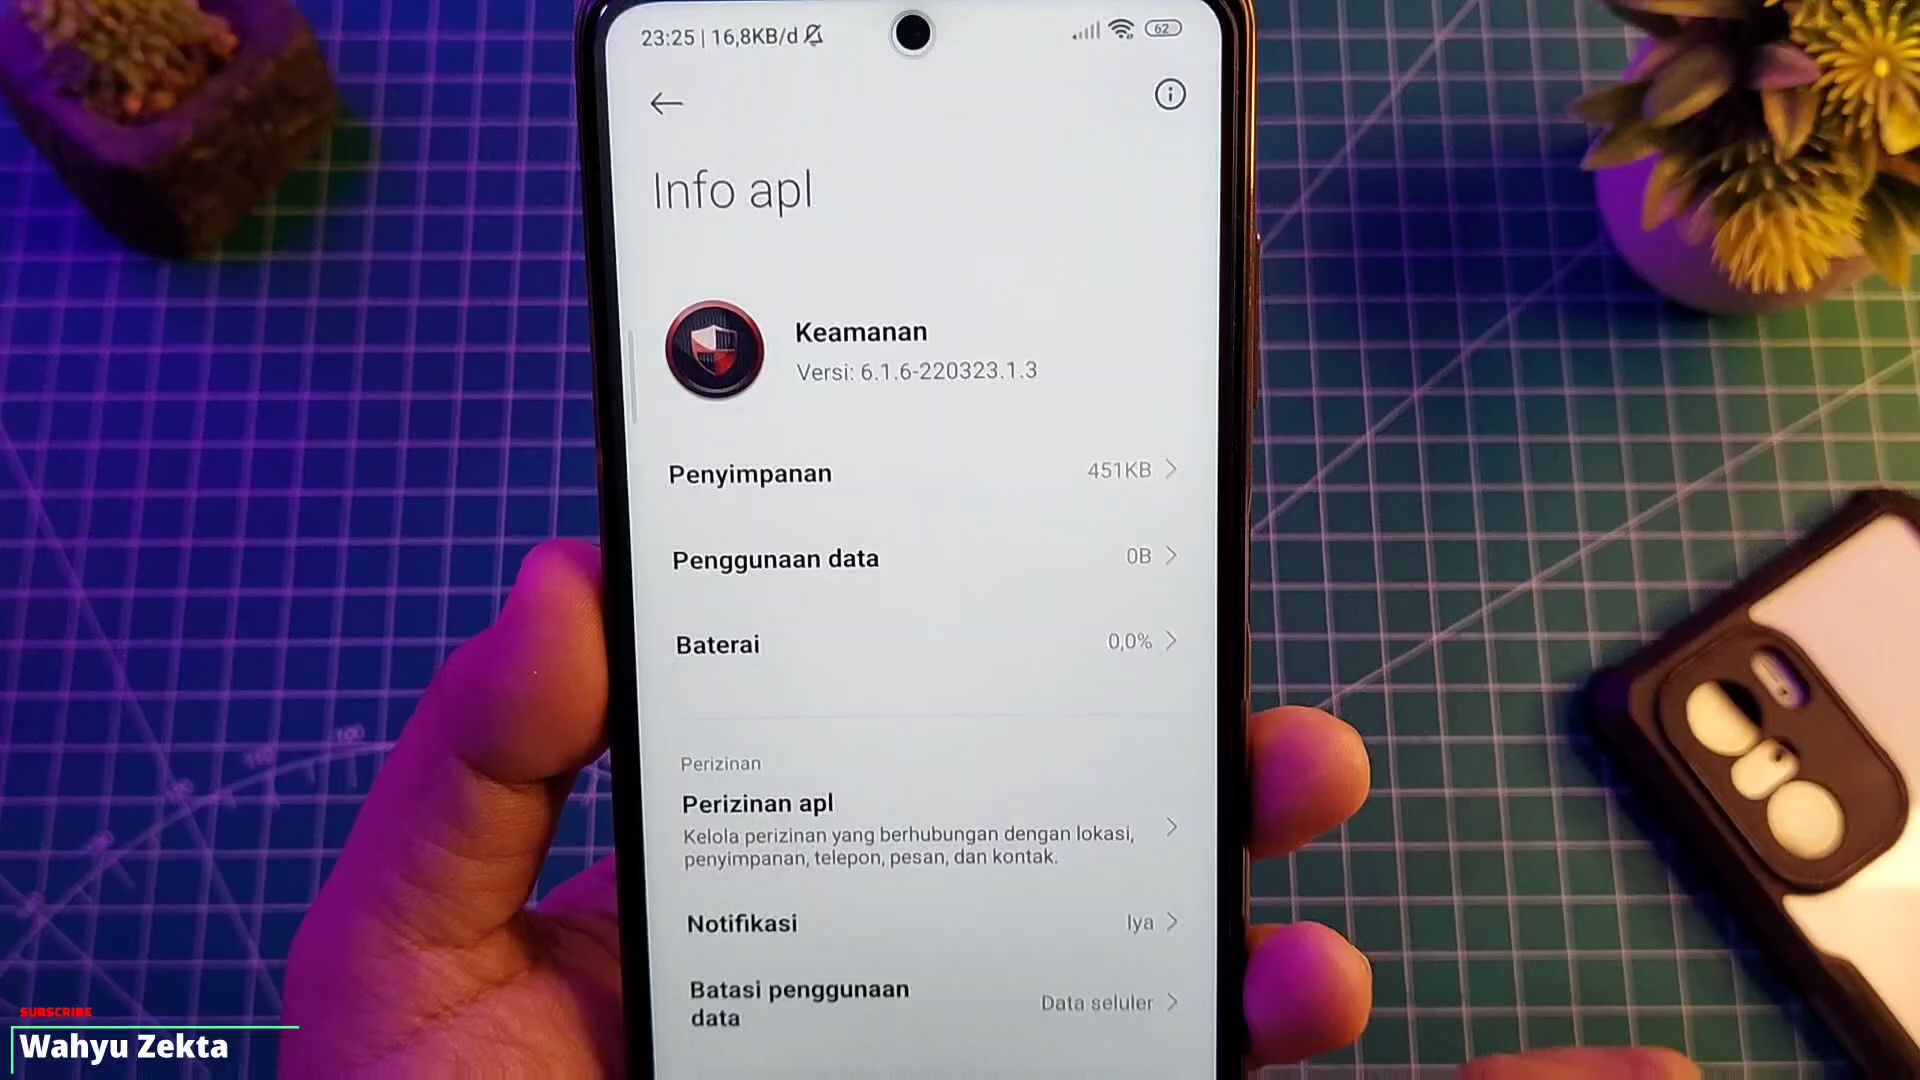 23:25 | 16,8KB/d
62
Info apl
Keamanan
Versi: 6.1.6-220323.1.3
Penyimpanan 451KB
Penggunaan data 0B
Baterai 0,0%
Perizinan
Perizinan apl
Kelola perizinan yang berhubungan dengan lokasi,
penyimpanan, telepon, pesan, dan kontak.
Notifikasi Iya
Batasi penggunaan
data Data seluler
100
110
SUBSCRIBE
Wahyu Zekta